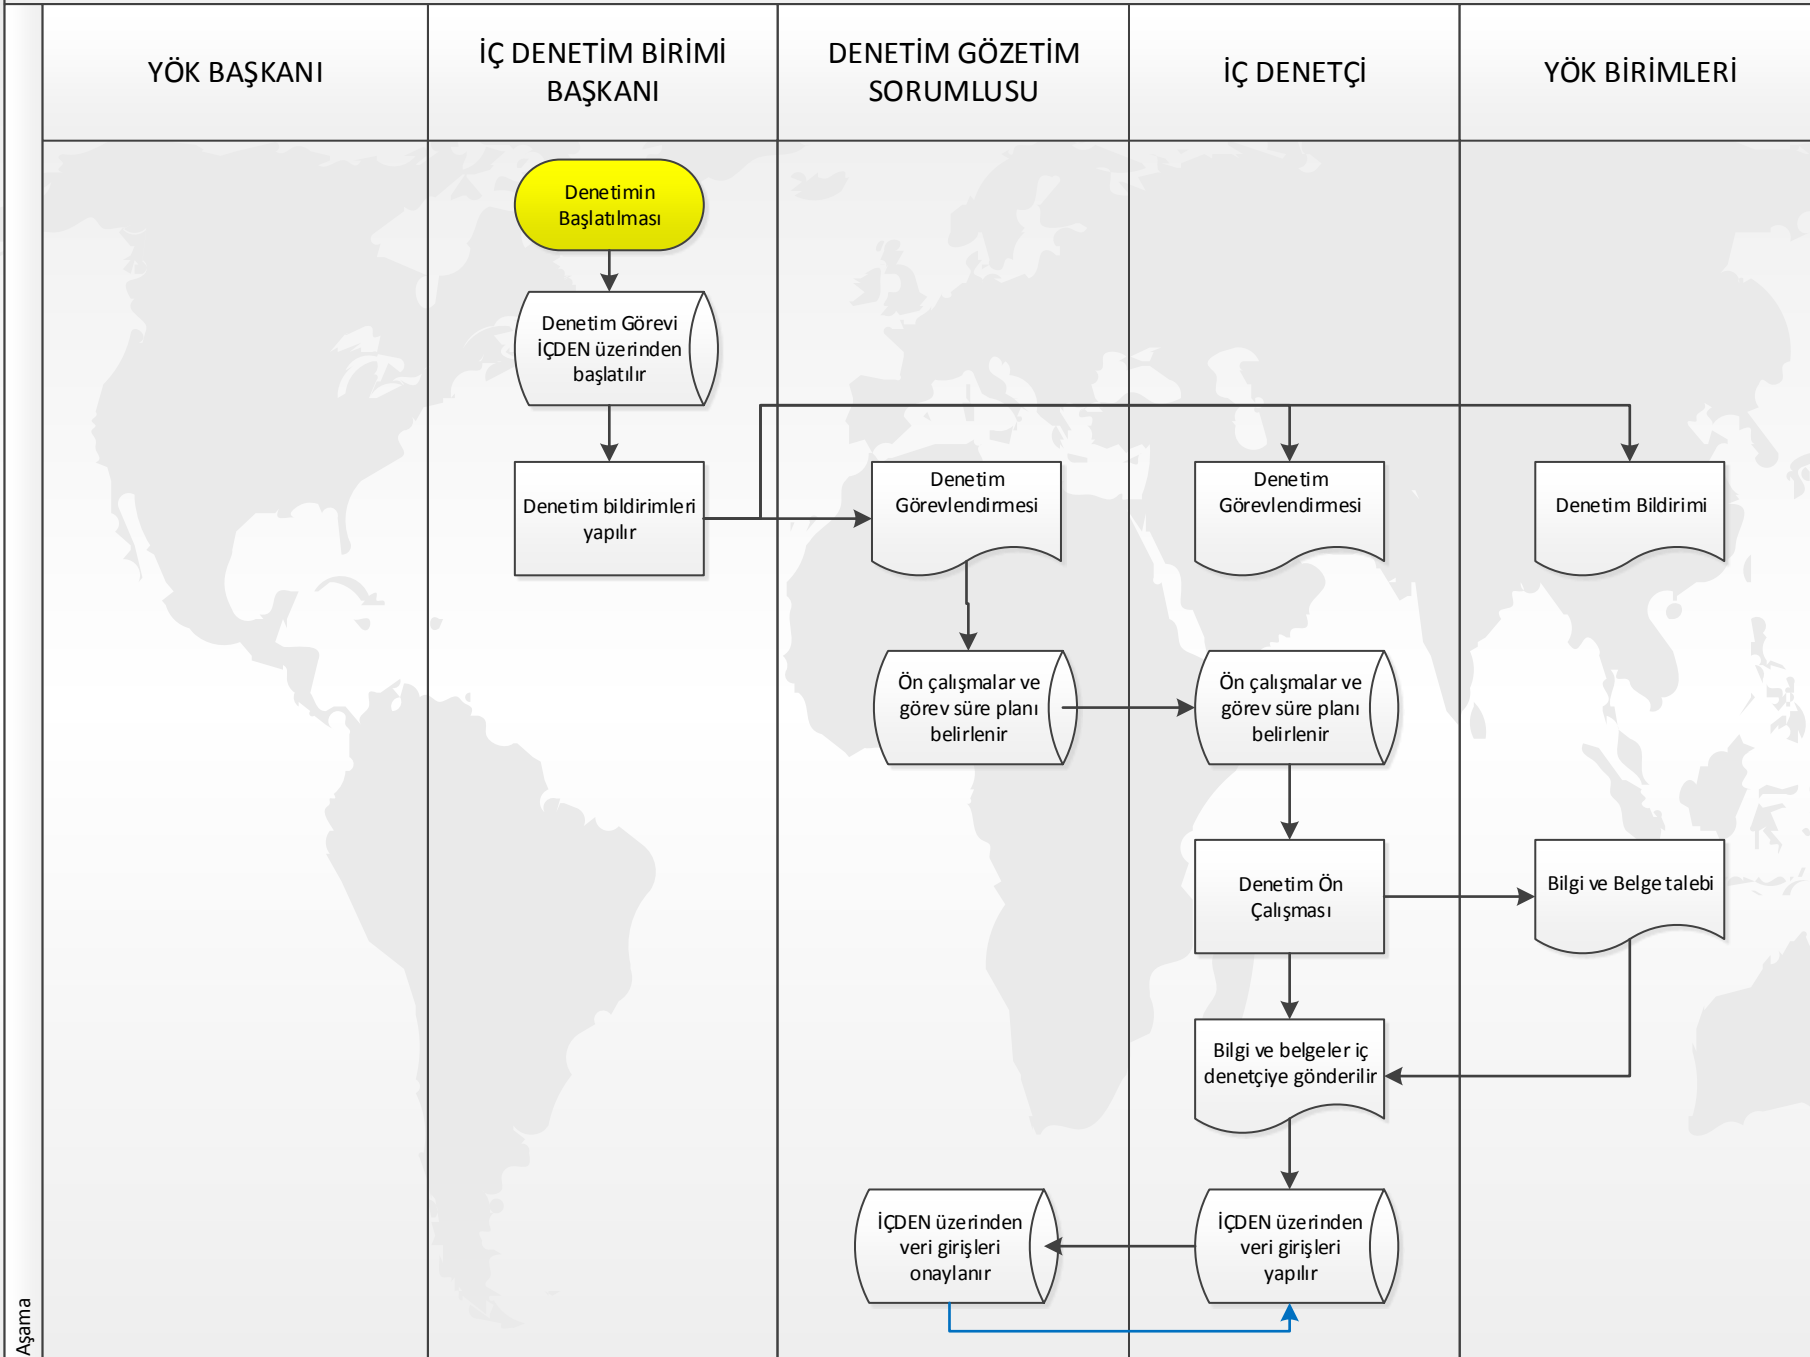 YÖK BAŞKANI
İÇ DENETİM BİRİMİ
BAŞKANI
DENETİM GÖZETİM
SORUMLUSU
İÇ DENETÇİ
YÖK BİRİMLERİ
Denetimin
Başlatılması
Denetim Görevi
İÇDEN üzerinden
başlatılır
Denetim bildirimleri
yapılır
Denetim
Görevlendirmesi
Denetim
Görevlendirmesi
Denetim Bildirimi
Ön çalışmalar ve
görev süre planı
belirlenir
Ön çalışmalar ve
görev süre planı
belirlenir
Denetim Ön
Çalışması
Bilgi ve Belge talebi
Bilgi ve belgeler iç
denetçiye gönderilir
İÇDEN üzerinden
veri girişleri
onaylanır
İÇDEN üzerinden
veri girişleri
yapılır
Aşama